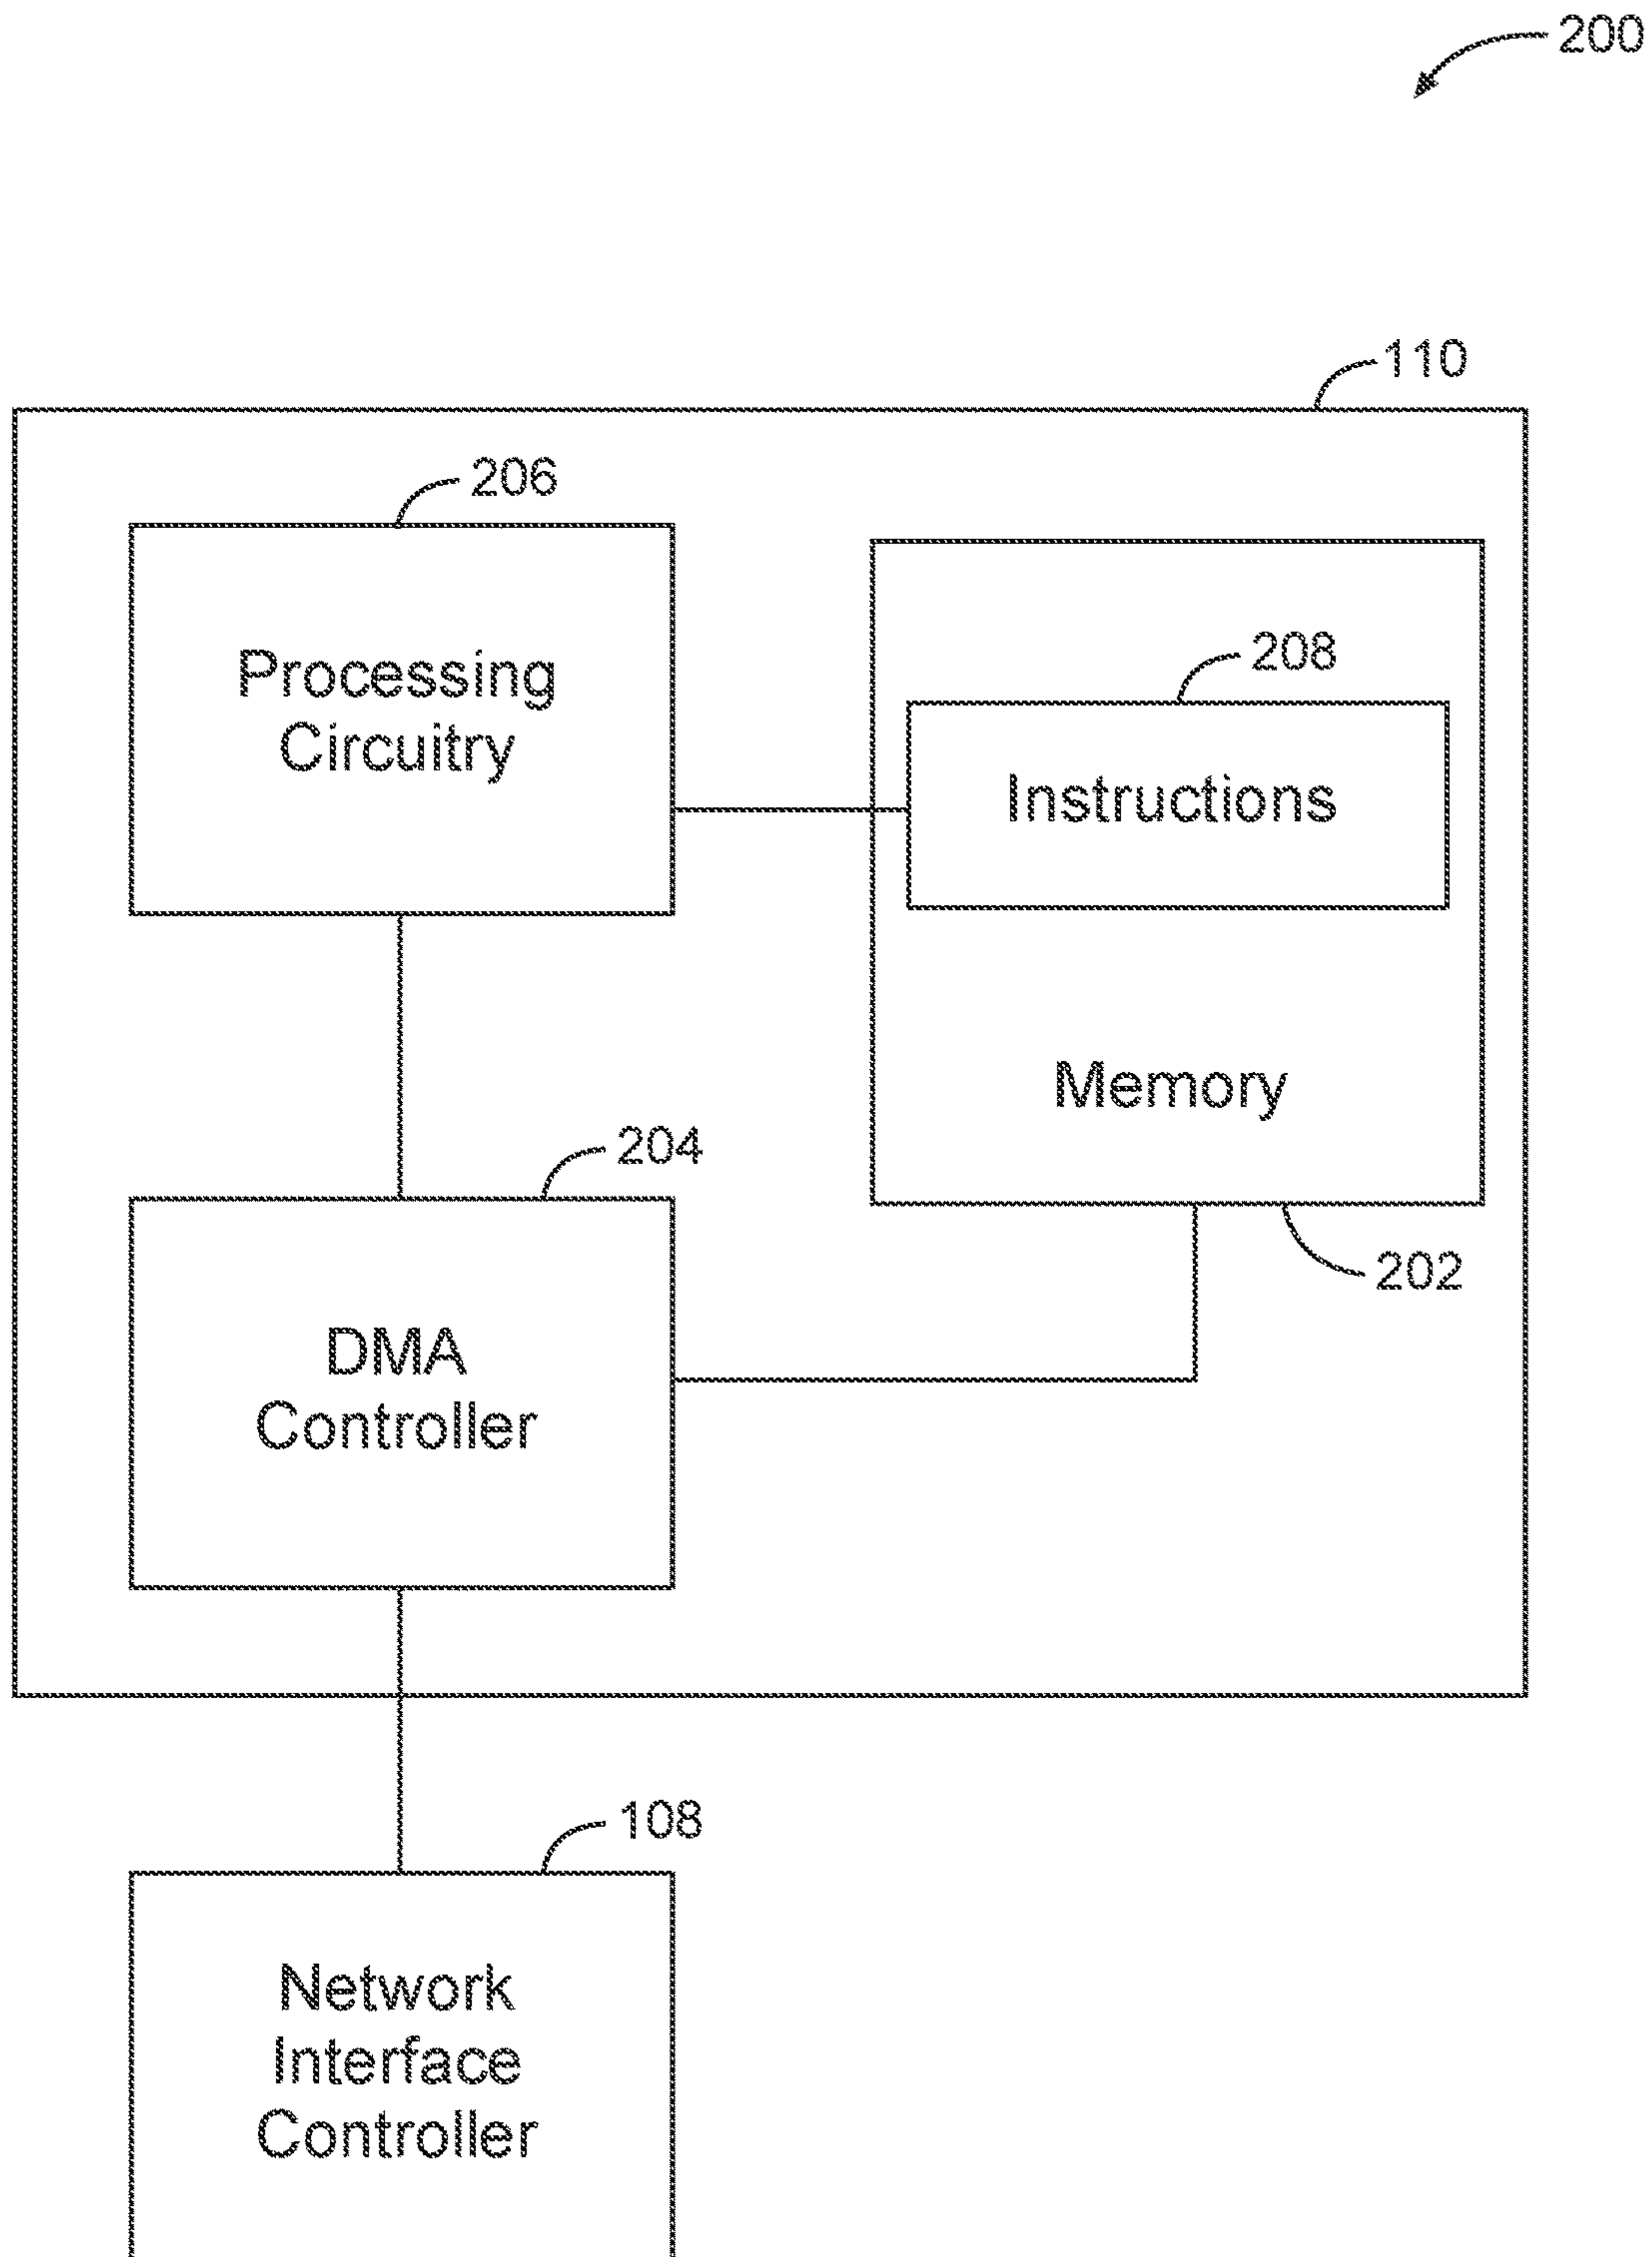 200
110
206
Processing
Circuitry
208
Instructions
Memory
204
202
DMA
Controller
108
Network
Interface
Controller